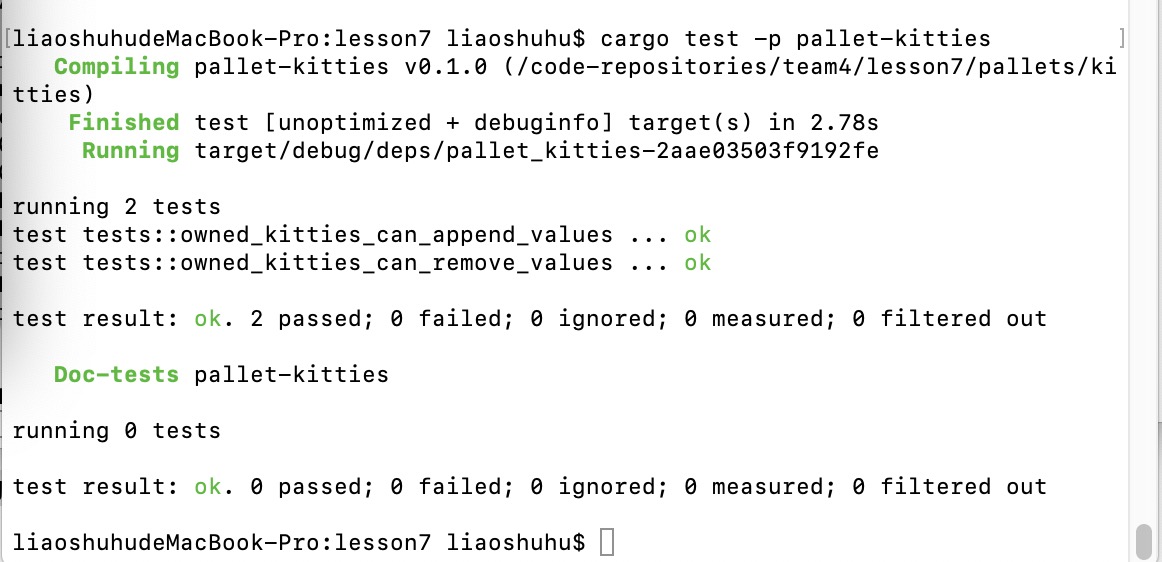 [liaoshuhudeMacBook-Pro:lesson7 liaoshuhu$ cargo test -p pallet-kitties ]
Compiling pallet-kitties v0.1.0 (/code-repositories/team4/lesson7/pallets/ki
tties)
Finished test [unoptimized + debuginfo] target(s) in 2.78s
Running target/debug/deps/pallet_kitties-2aae03503f9192fe
running 2 tests
test tests::owned_kitties_can_append_values ... ok
test tests::owned_kitties_can_remove_values ... ok
test result: ok. 2 passed; 0 failed; 0 ignored; 0 measured; 0 filtered out
Doc-tests pallet-kitties
running 0 tests
test result: ok. 0 passed; 0 failed; 0 ignored; 0 measured; 0 filtered out
liaoshuhudeMacBook-Pro:lesson7 liaoshuhu$